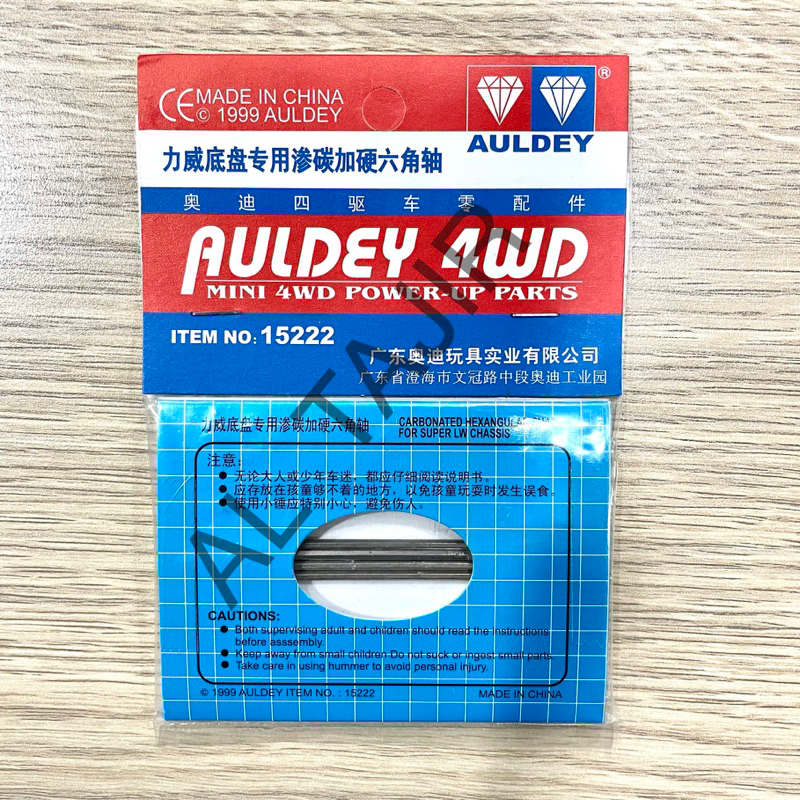 CE MADE IN CHINA
© 1999 AULDEY
®
AULDEY
力威底盘专用渗碳加硬六角轴
奥迪四驱车零配件
AULDEY 4WD
MINI 4WD POWER-UP PARTS
ITEM NO: 15222
广东奥迪玩具实业有限公司
广东省澄海市文冠路中段奥迪工业园
力威底盘专用渗碳加硬六角轴
CARBONATED HEXANGULAR
FOR SUPER LW CHASSIS
注意:
● 无论大人或少年车迷,都应仔细阅读说明书。
● 应存放在孩童够不着的地方,以免孩童玩耍时发生误食。
● 使用小锤应特别小心,避免伤人。
CAUTIONS:
● Both supervising adult and children should read the instructions
before asssembly.
● Keep away from small children Do not suck or ingest small parts.
● Take care in using hummer to avoid personal injury.
© 1999 AULDEY ITEM NO. : 15222
MADE IN CHINA
AL TAJIR